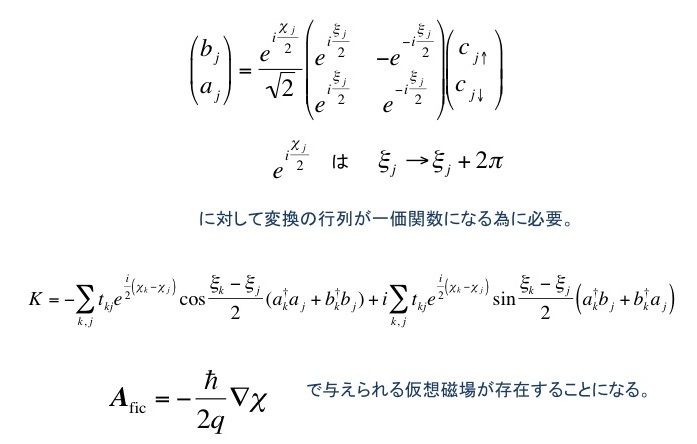 \begin{pmatrix} b_j \\ a_j \end{pmatrix} = \frac{e^{i\frac{\chi_j}{2}}}{\sqrt{2}} \begin{pmatrix} e^{i\frac{\xi_j}{2}} & -e^{-i\frac{\xi_j}{2}} \\ e^{i\frac{\xi_j}{2}} & e^{-i\frac{\xi_j}{2}} \end{pmatrix} \begin{pmatrix} c_{j\uparrow} \\ c_{j\downarrow} \end{pmatrix}
e^{i\frac{\chi_j}{2}} は \xi_j \rightarrow \xi_j + 2\pi
に対して変換の行列が一価関数になる為に必要。
K = -\sum_{k,j} t_{kj} e^{\frac{i}{2}(\chi_k - \chi_j)} \cos\frac{\xi_k - \xi_j}{2} (a_k^\dagger a_j + b_k^\dagger b_j) + i\sum_{k,j} t_{kj} e^{\frac{i}{2}(\chi_k - \chi_j)} \sin\frac{\xi_k - \xi_j}{2} \left(a_k^\dagger b_j + b_k^\dagger a_j\right)
\boldsymbol{A}_{\text{fic}} = -\frac{\hbar}{2q} \nabla\chi で与えられる仮想磁場が存在することになる。